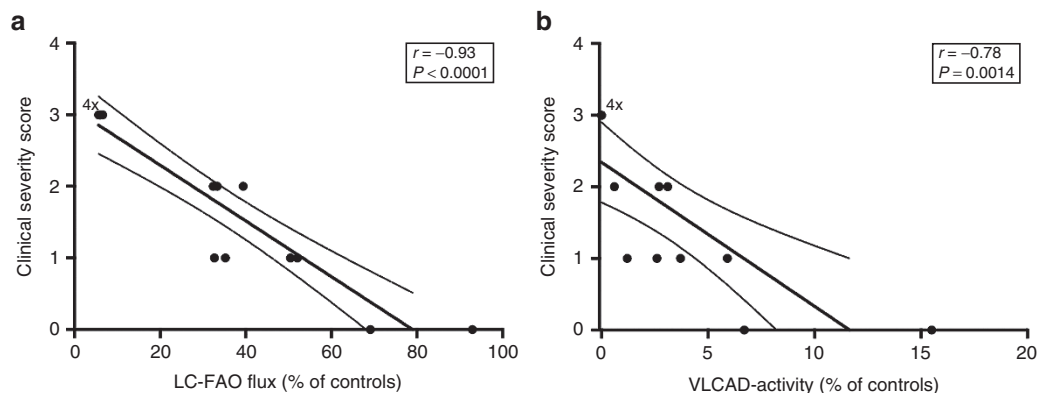 a
r = −0.93
P < 0.0001
4x
Clinical severity score
4
3
2
1
0
0 20 40 60 80 100
LC-FAO flux (% of controls)
b
r = −0.78
P = 0.0014
4x
Clinical severity score
4
3
2
1
0
0 5 10 15 20
VLCAD-activity (% of controls)